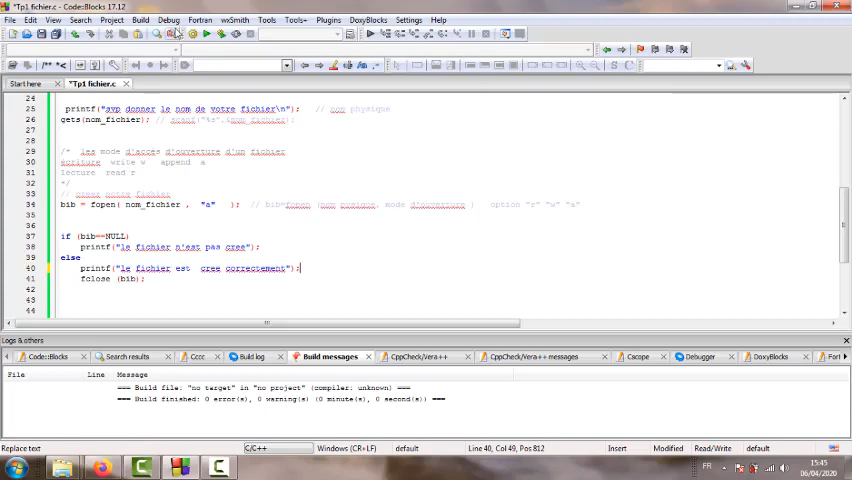 *Tp1 fichier.c - Code::Blocks 17.12
File Edit View Search Project Build Debug Fortran wxSmith Tools Tools+ Plugins DoxyBlocks Settings Help
Start here *Tp1 fichier.c
24
25 printf("svp donner le nom de votre fichier\n"); // nom physique
26 gets(nom_fichier); // scanf("%s",&nom_fichier);
27
28
29 /* les mode d'accès d'ouverture d'un fichier
30 écriture write w append a
31 lecture read r
32 */
33 // creer notre fichier
34 bib = fopen( nom_fichier , "a" ); // bib=fopen (nom pysique, mode d'ouverture ) option "r" "w" "a"
35
36
37 if (bib==NULL)
38 printf("le fichier n'est pas cree");
39 else
40 printf("le fichier est cree correctement");
41 fclose (bib);
42
43
44
Logs & others
Code::Blocks Search results Cccc Build log Build messages CppCheck/Vera++ CppCheck/Vera++ messages Cscope Debugger DoxyBlocks Fort
File Line Message
=== Build file: "no target" in "no project" (compiler: unknown) ===
=== Build finished: 0 error(s), 0 warning(s) (0 minute(s), 0 second(s)) ===
Replace text C/C++ Windows (CR+LF) default Line 40, Col 49, Pos 812 Insert Modified Read/Write default
FR 15:45
06/04/2020